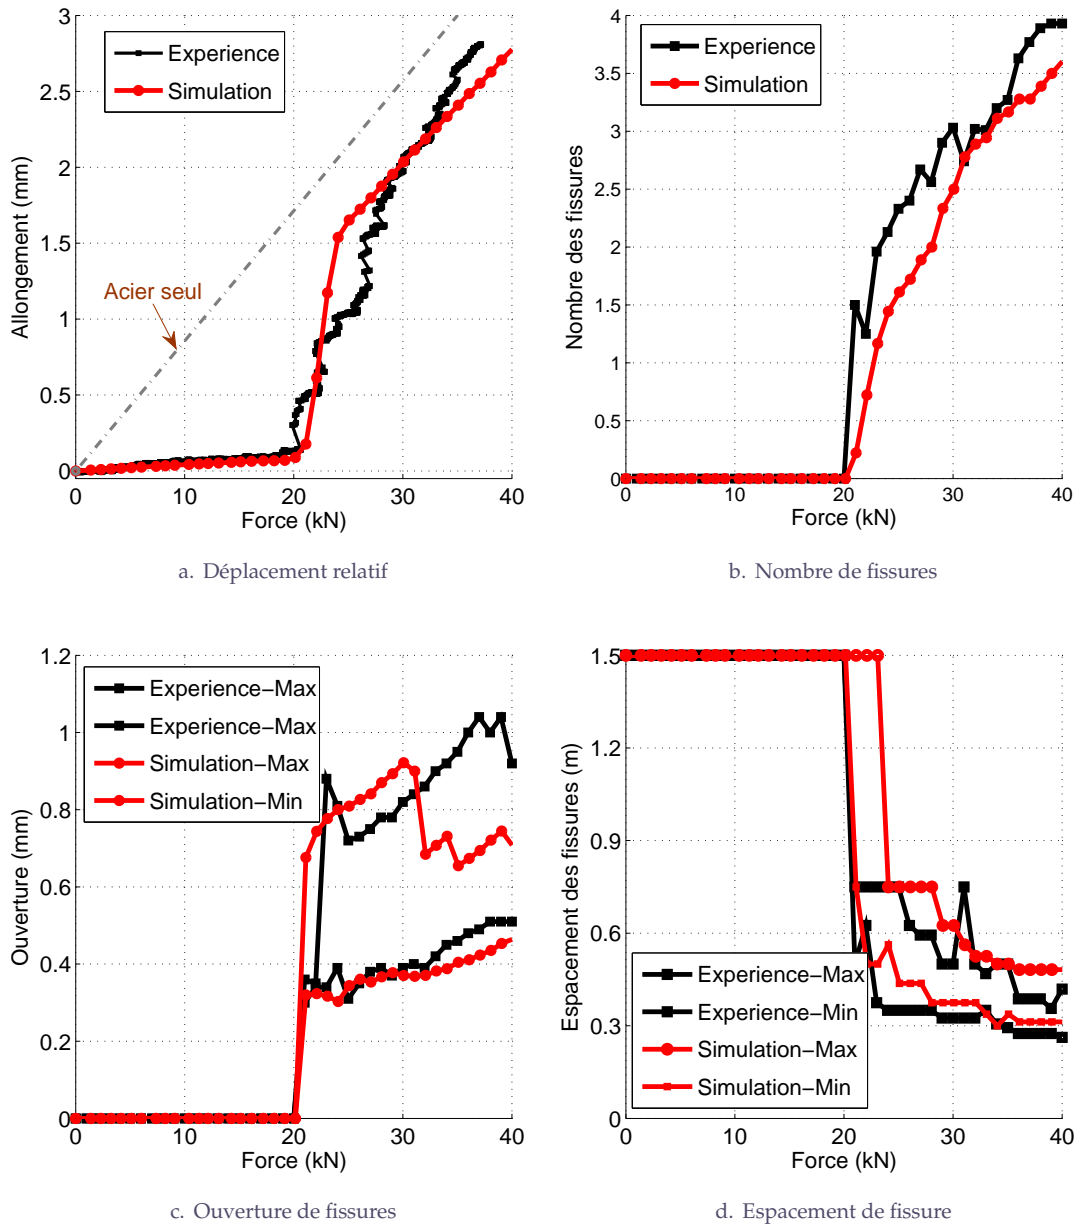 3
2.5
2
1.5
1
0.5
0
Allongement (mm)
Experience
Simulation
Acier seul
0
10
20
30
40
Force (kN)
a. Déplacement relatif
4
3.5
3
2.5
2
1.5
1
0.5
0
Nombre des fissures
Experience
Simulation
0
10
20
30
40
Force (kN)
b. Nombre de fissures
1.2
1
0.8
0.6
0.4
0.2
0
Ouverture (mm)
Experience−Max
Experience−Max
Simulation−Max
Simulation−Min
0
10
20
30
40
Force (kN)
c. Ouverture de fissures
1.5
1.2
0.9
0.6
0.3
0
Espacement des fissures (m)
Experience−Max
Experience−Min
Simulation−Max
Simulation−Min
0
10
20
30
40
Force (kN)
d. Espacement de fissure